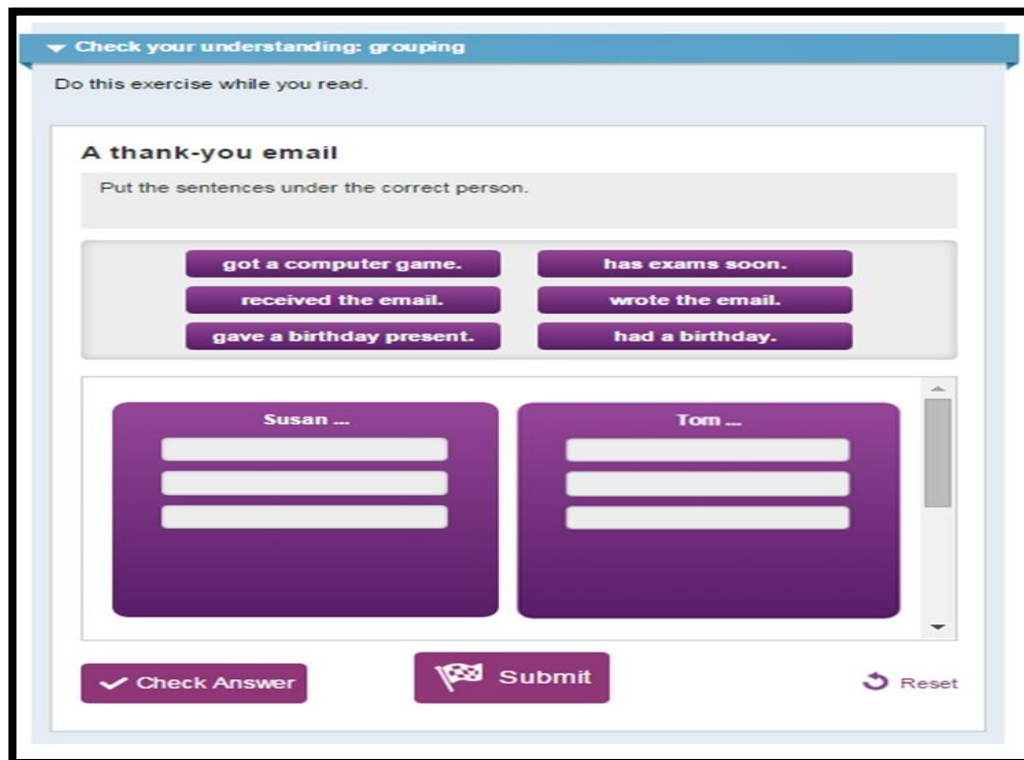 Check your understanding: grouping
Do this exercise while you read.
A thank-you email
Put the sentences under the correct person.
got a computer game.
has exams soon.
received the email.
wrote the email.
gave a birthday present.
had a birthday.
Susan ...
Tom ...
Check Answer
Submit
Reset